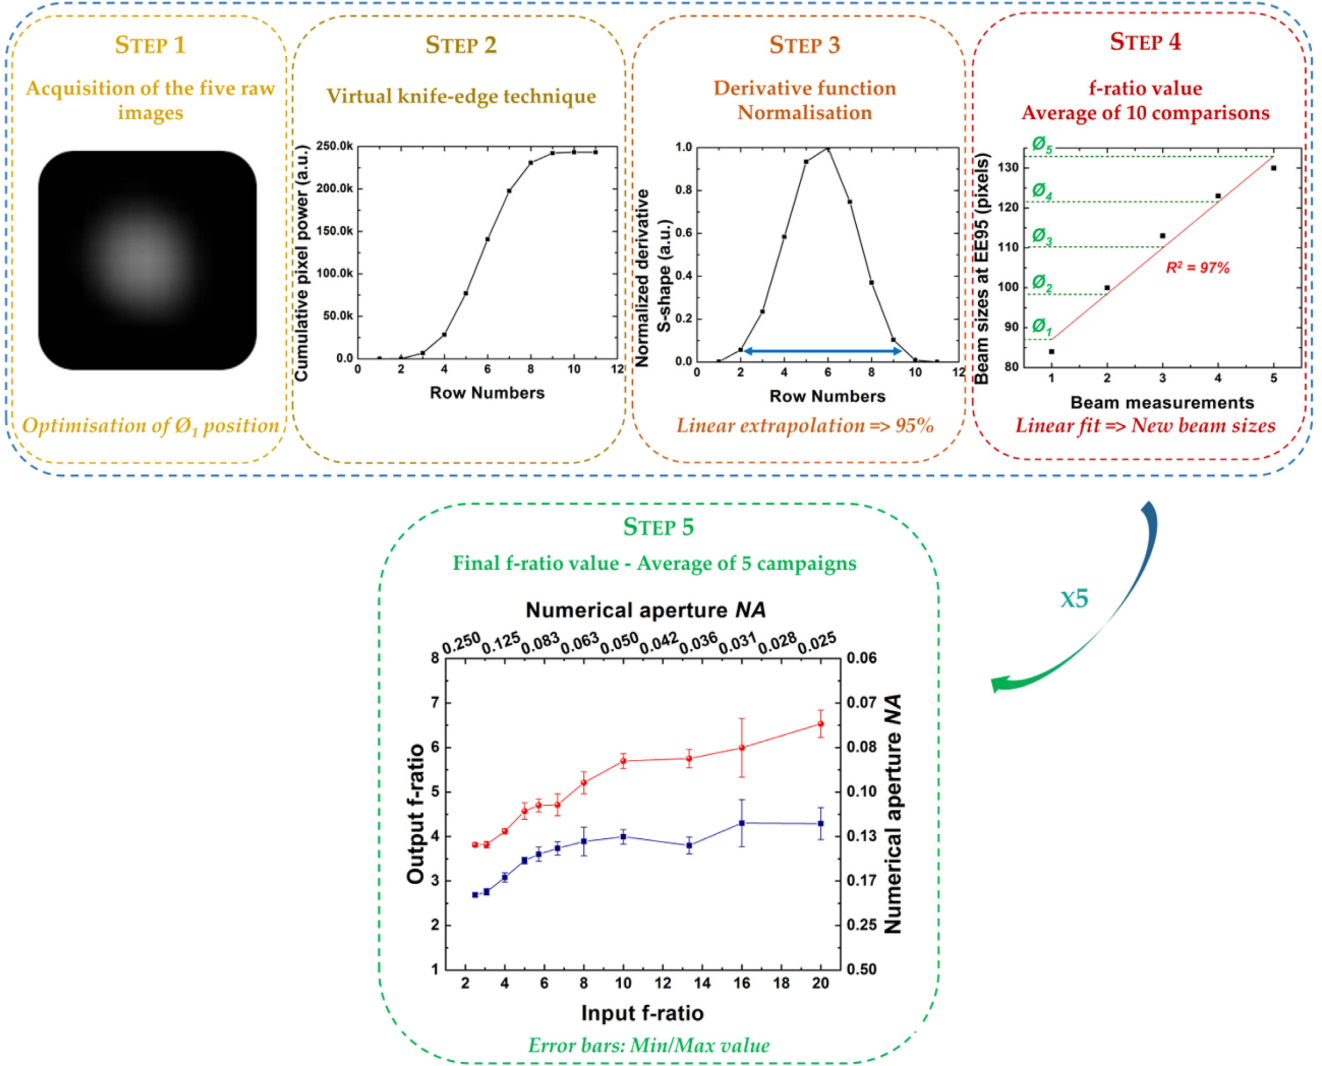 STEP 1
Acquisition of the five raw
images
Optimisation of Ø1 position
STEP 2
Virtual knife-edge technique
Cumulative pixel power (a.u.)
250.0k
200.0k
150.0k
100.0k
50.0k
0.0
0 2 4 6 8 10 12
Row Numbers
STEP 3
Derivative function
Normalisation
Normalized derivative
S-shape (a.u.)
1.0
0.8
0.6
0.4
0.2
0.0
0 2 4 6 8 10 12
Row Numbers
Linear extrapolation => 95%
STEP 4
f-ratio value
Average of 10 comparisons
Beam sizes at EE95 (pixels)
130
120
110
100
90
80
Ø5
Ø4
Ø3
Ø2
Ø1
R² = 97%
1 2 3 4 5
Beam measurements
Linear fit => New beam sizes
X5
STEP 5
Final f-ratio value - Average of 5 campaigns
Numerical aperture NA
0.250 0.125 0.083 0.063 0.050 0.042 0.036 0.031 0.028 0.025
Output f-ratio
8
7
6
5
4
3
2
1
0.06
0.07
0.08
0.10
0.13
0.17
0.25
0.50
Numerical aperture NA
2 4 6 8 10 12 14 16 18 20
Input f-ratio
Error bars: Min/Max value